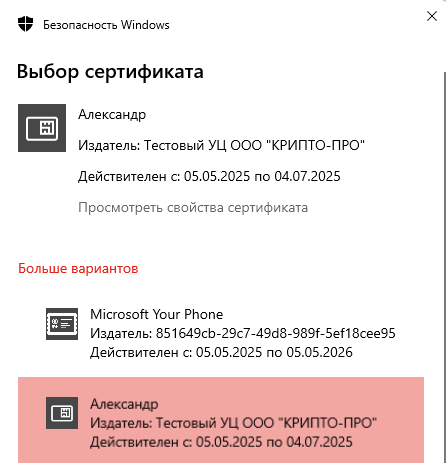 Безопасность Windows
Выбор сертификата
Александр
Издатель: Тестовый УЦ ООО "КРИПТО-ПРО"
Действителен с: 05.05.2025 по 04.07.2025
Просмотреть свойства сертификата
Больше вариантов
Microsoft Your Phone
Издатель: 851649cb-29c7-49d8-989f-5ef18cee95
Действителен с: 05.05.2025 по 05.05.2026
Александр
Издатель: Тестовый УЦ ООО "КРИПТО-ПРО"
Действителен с: 05.05.2025 по 04.07.2025